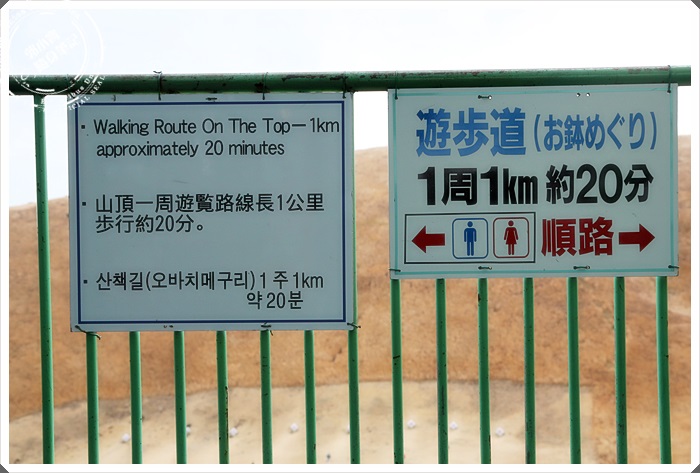 · Walking Route On The Top－1km
approximately 20 minutes
· 山頂一周遊覧路線長1公里
步行約20分。
· 산책길(오바치메구리) 1 주 1km
약 20분
遊歩道(お鉢めぐり)
1周1km 約20分
順路